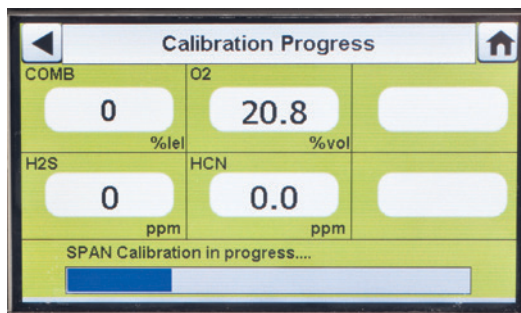 Calibration Progress
COMB
O2
0
20.8
%lel
%vol
H2S
HCN
0
0.0
ppm
ppm
SPAN Calibration in progress....